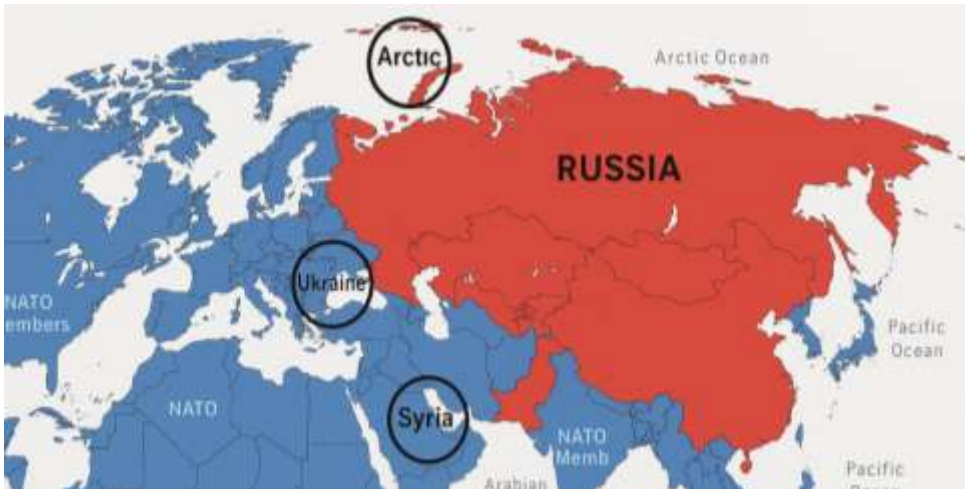 Arctic
Arctic Ocean
RUSSIA
Ukraine
NATO
embers
Pacific
Ocean
NATO
Syria
NATO
Memb
Pacific
Arabian